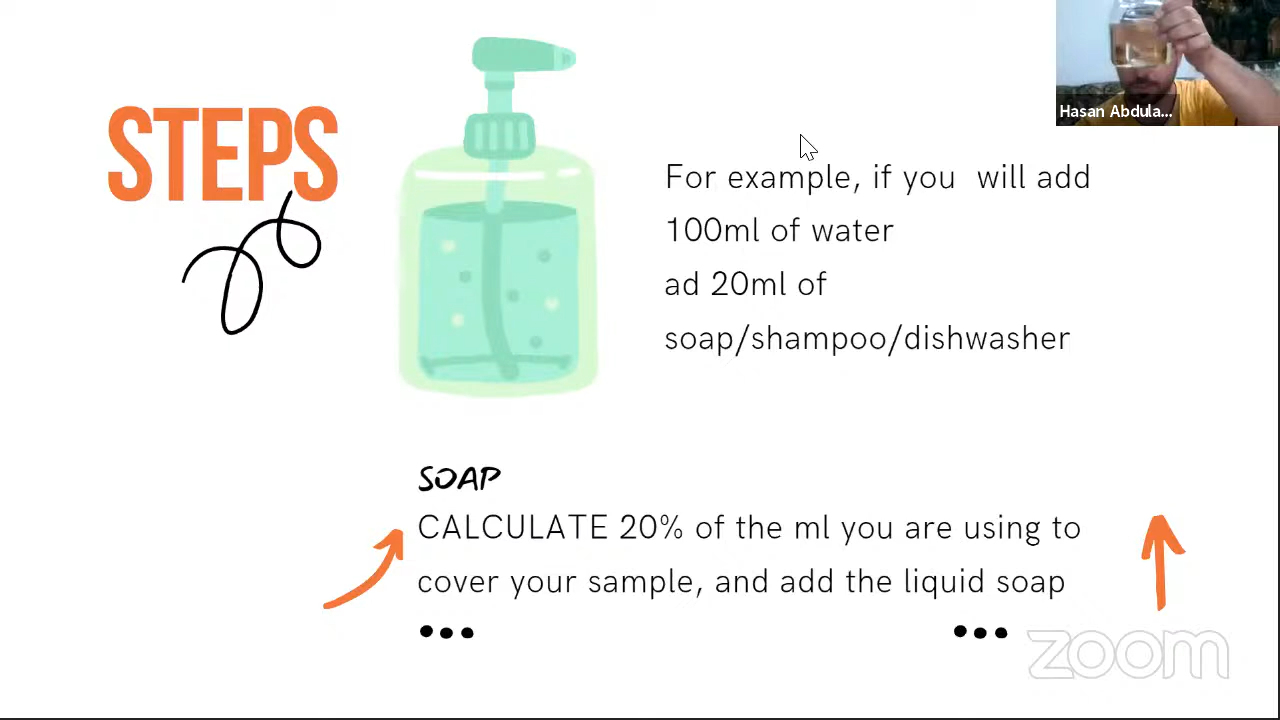 STEPS
For example, if you will add
100ml of water
ad 20ml of
soap/shampoo/dishwasher
SOAP
CALCULATE 20% of the ml you are using to
cover your sample, and add the liquid soap
Hasan Abdula...
zoom